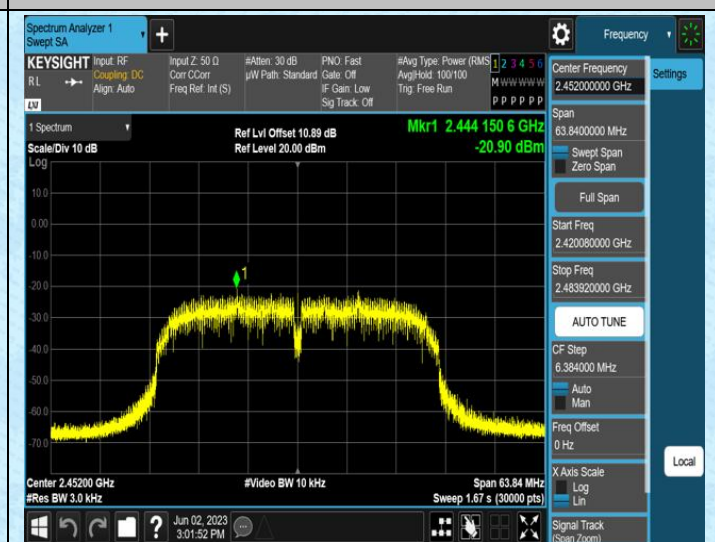 Spectrum Analyzer 1
Swept SA
Frequency
KEYSIGHT
Input: RF
Coupling: DC
Align: Auto
Input Z: 50 Ω
Corr CCorr
Freq Ref: Int (S)
#Atten: 30 dB
µW Path: Standard
PNO: Fast
Gate: Off
IF Gain: Low
Sig Track: Off
#Avg Type: Power (RMS
Avg|Hold: 100/100
Trig: Free Run
1 2 3 4 5 6
M W W W W W
P P P P P P
R L
LXI
1 Spectrum
Scale/Div 10 dB
Log
Ref Lvl Offset 10.89 dB
Ref Level 20.00 dBm
Mkr1 2.444 150 6 GHz
-20.90 dBm
10.0
0.00
-10.0
-20.0
-30.0
-40.0
-50.0
-60.0
-70.0
1
Center 2.45200 GHz
#Res BW 3.0 kHz
#Video BW 10 kHz
Span 63.84 MHz
Sweep 1.67 s (30000 pts)
Jun 02, 2023
3:01:52 PM
Center Frequency
2.452000000 GHz
Settings
Span
63.8400000 MHz
Swept Span
Zero Span
Full Span
Start Freq
2.420080000 GHz
Stop Freq
2.483920000 GHz
AUTO TUNE
CF Step
6.384000 MHz
Auto
Man
Freq Offset
0 Hz
X Axis Scale
Log
Lin
Local
Signal Track
(Span Zoom)